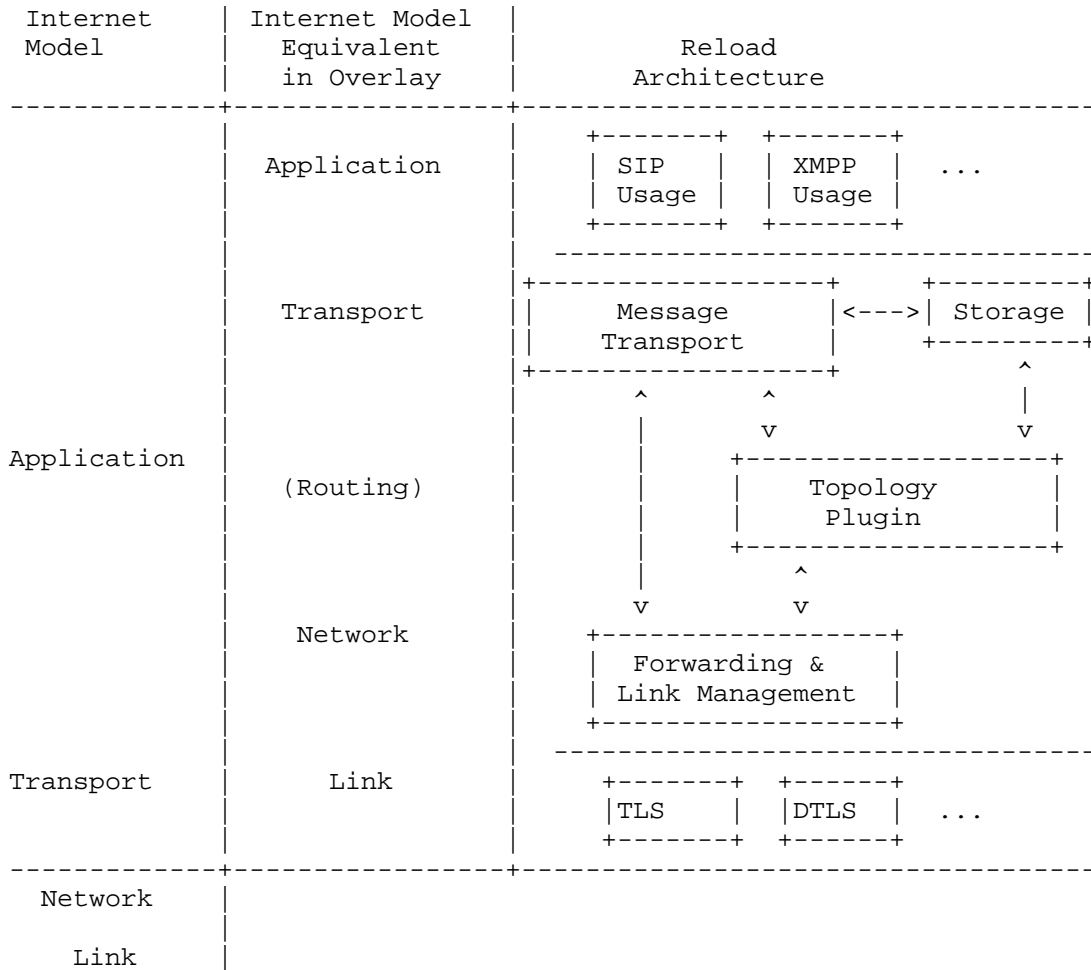 Internet | Internet Model |
Model | Equivalent | Reload
| in Overlay | Architecture
-------------+-----------------+------------------------------------
| | +-------+ +-------+
| Application | | SIP | | XMPP | ...
| | | Usage | | Usage |
| | +-------+ +-------+
| | ----------------------------------
| |+------------------+ +---------+
| Transport || Message |<--->| Storage |
| || Transport | +---------+
| |+------------------+ ^
| | ^ ^ |
| | | v v
Application | | | +-------------------+
| (Routing) | | | Topology |
| | | | Plugin |
| | | +-------------------+
| | | ^
| | v v
| Network | +------------------+
| | | Forwarding & |
| | | Link Management |
| | +------------------+
| | ----------------------------------
Transport | Link | +-------+ +------+
| | |TLS | |DTLS | ...
| | +-------+ +------+
-------------+-----------------+------------------------------------
Network |
|
Link |